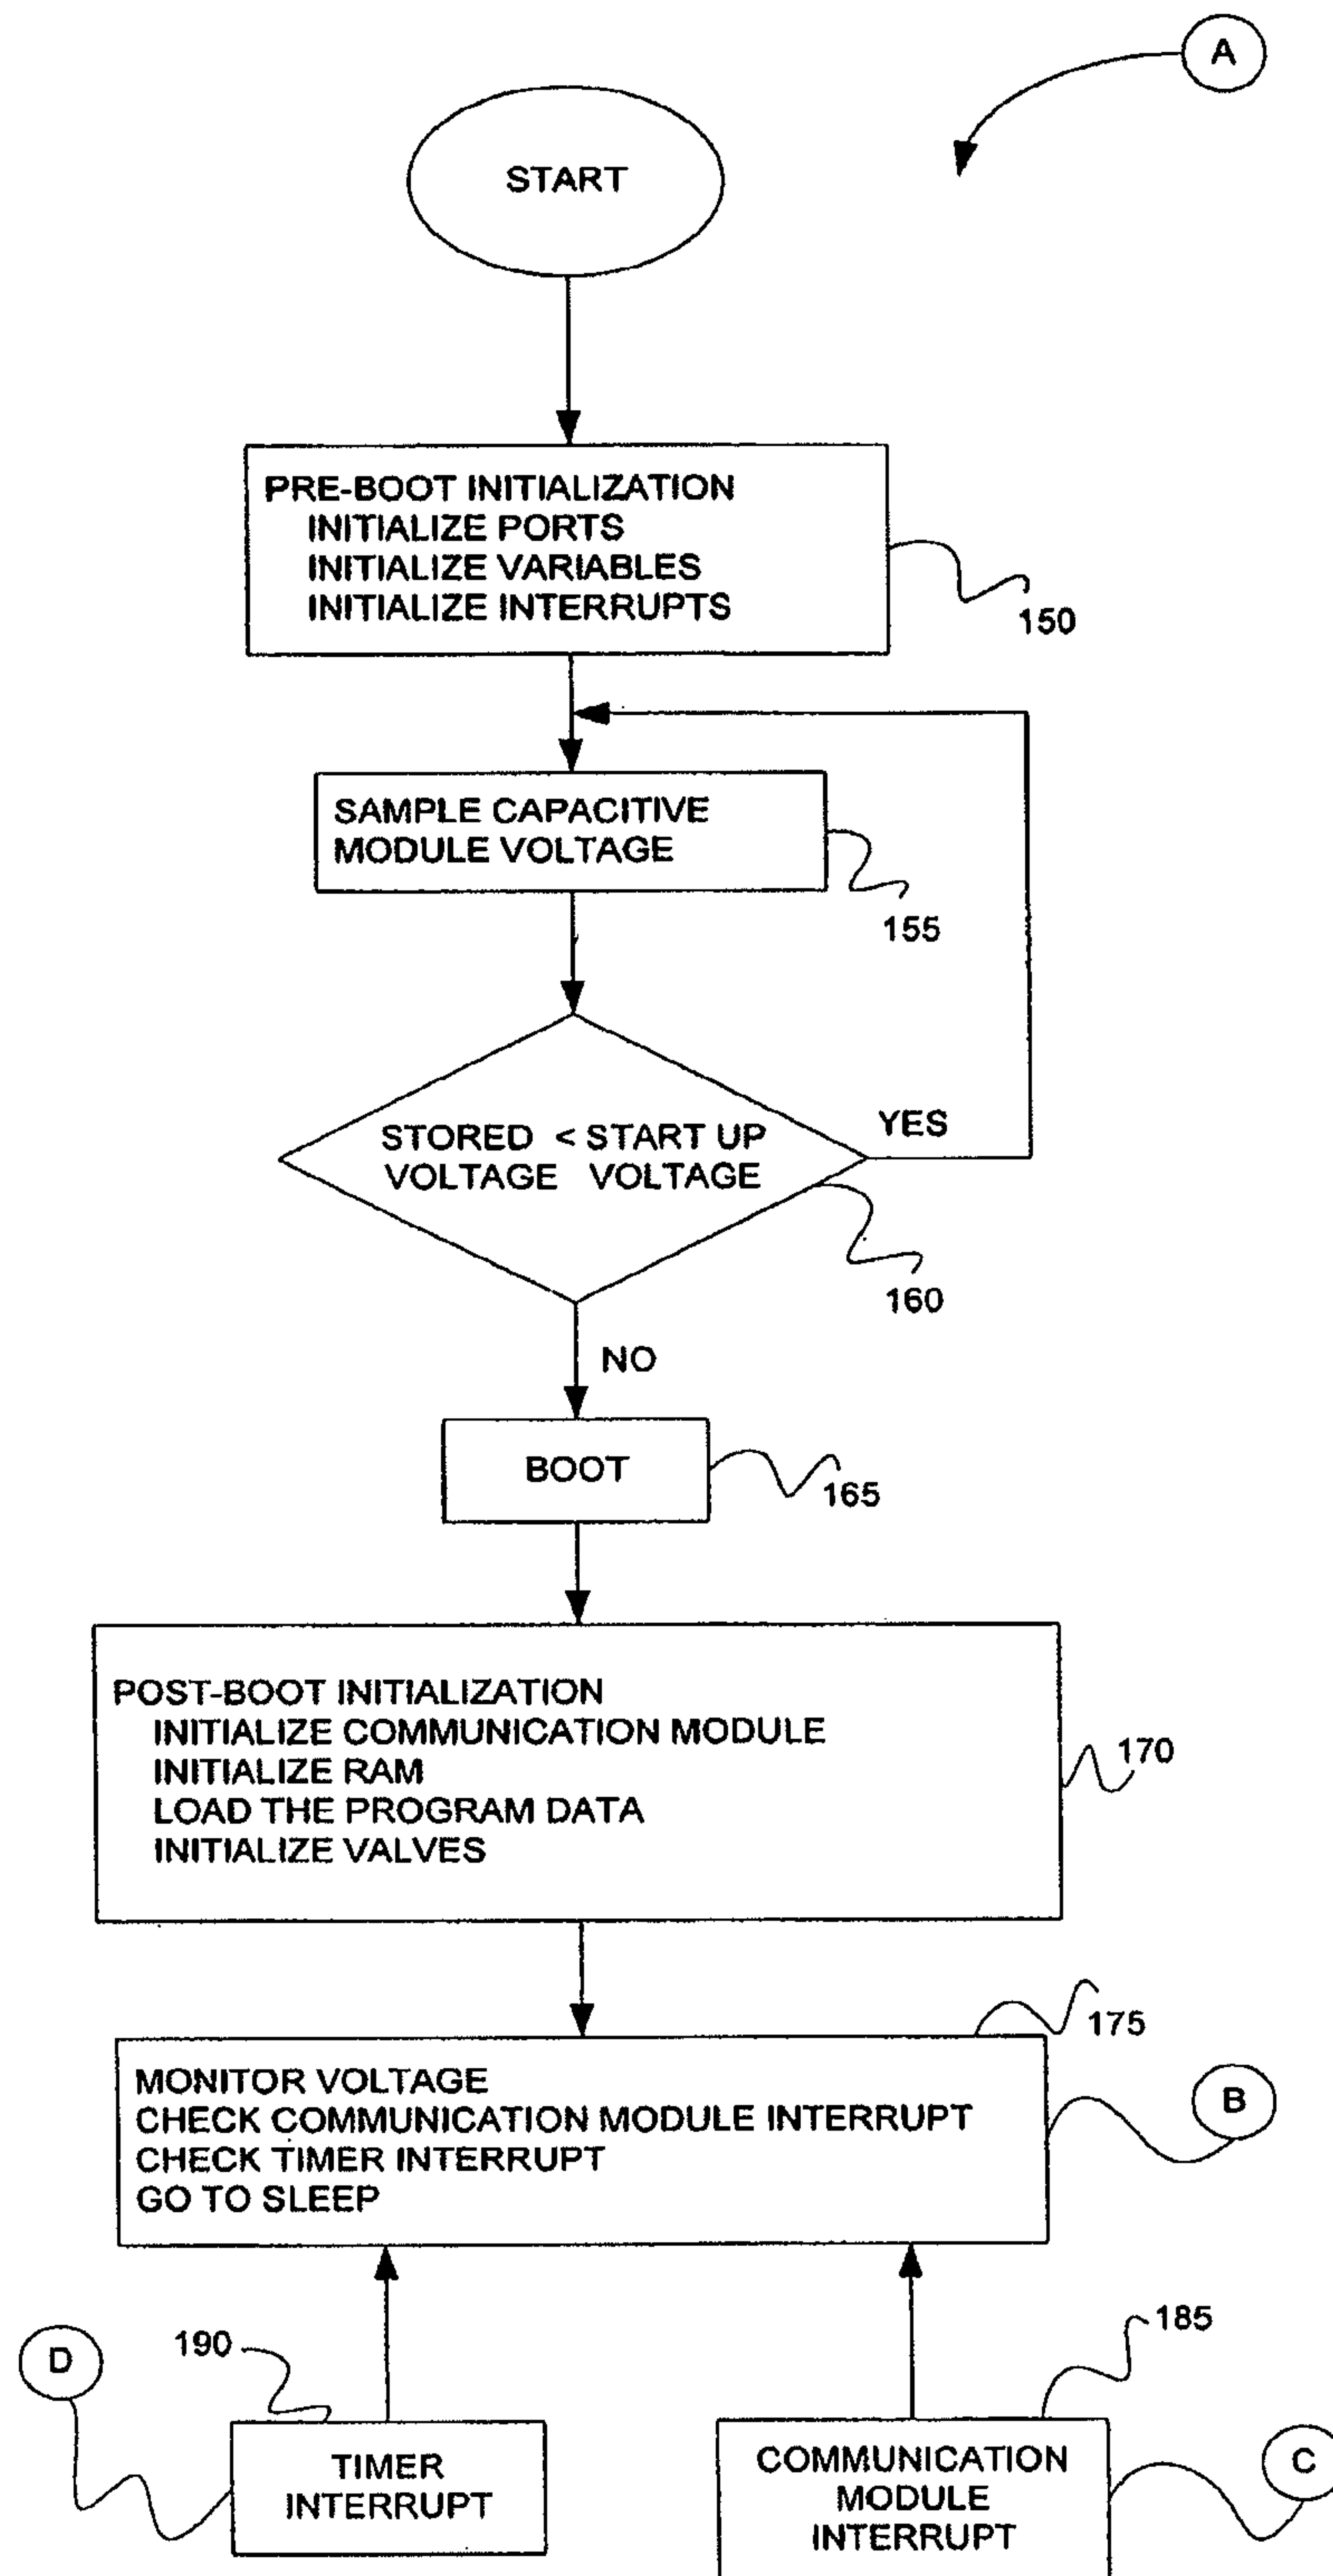 A
START
PRE-BOOT INITIALIZATION
INITIALIZE PORTS
INITIALIZE VARIABLES
INITIALIZE INTERRUPTS
150
SAMPLE CAPACITIVE
MODULE VOLTAGE
155
STORED < START UP
VOLTAGE VOLTAGE
YES
160
NO
BOOT
165
POST-BOOT INITIALIZATION
INITIALIZE COMMUNICATION MODULE
INITIALIZE RAM
LOAD THE PROGRAM DATA
INITIALIZE VALVES
170
175
MONITOR VOLTAGE
CHECK COMMUNICATION MODULE INTERRUPT
CHECK TIMER INTERRUPT
GO TO SLEEP
B
190
185
D
TIMER
INTERRUPT
COMMUNICATION
MODULE
INTERRUPT
C